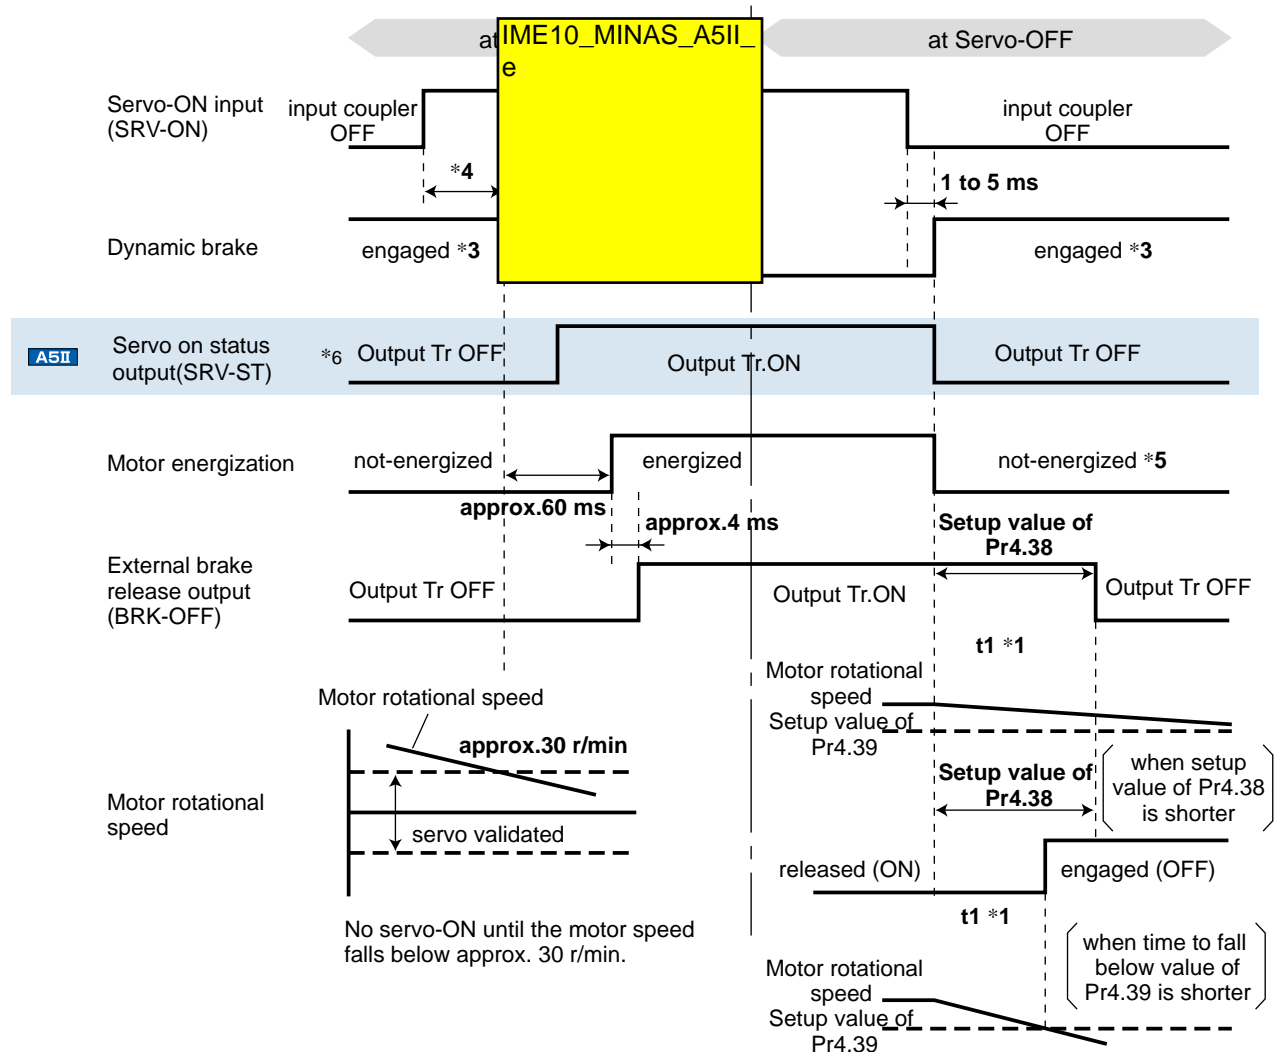 at
IME10_MINAS_A5II_
e
at Servo-OFF
Servo-ON input
(SRV-ON)
input coupler
OFF
input coupler
OFF
*4
1 to 5 ms
Dynamic brake
engaged *3
engaged *3
A5II
Servo on status
output(SRV-ST)
*6
Output Tr OFF
Output Tr.ON
Output Tr OFF
Motor energization
not-energized
energized
not-energized *5
approx.60 ms
approx.4 ms
Setup value of
Pr4.38
External brake
release output
(BRK-OFF)
Output Tr OFF
Output Tr.ON
Output Tr OFF
t1 *1
Motor rotational
speed
Setup value of
Pr4.39
Motor rotational speed
approx.30 r/min
Setup value of
Pr4.38
when setup
value of Pr4.38
is shorter
Motor rotational
speed
servo validated
released (ON)
engaged (OFF)
t1 *1
No servo-ON until the motor speed
falls below approx. 30 r/min.
when time to fall
below value of
Pr4.39 is shorter
Motor rotational
speed
Setup value of
Pr4.39